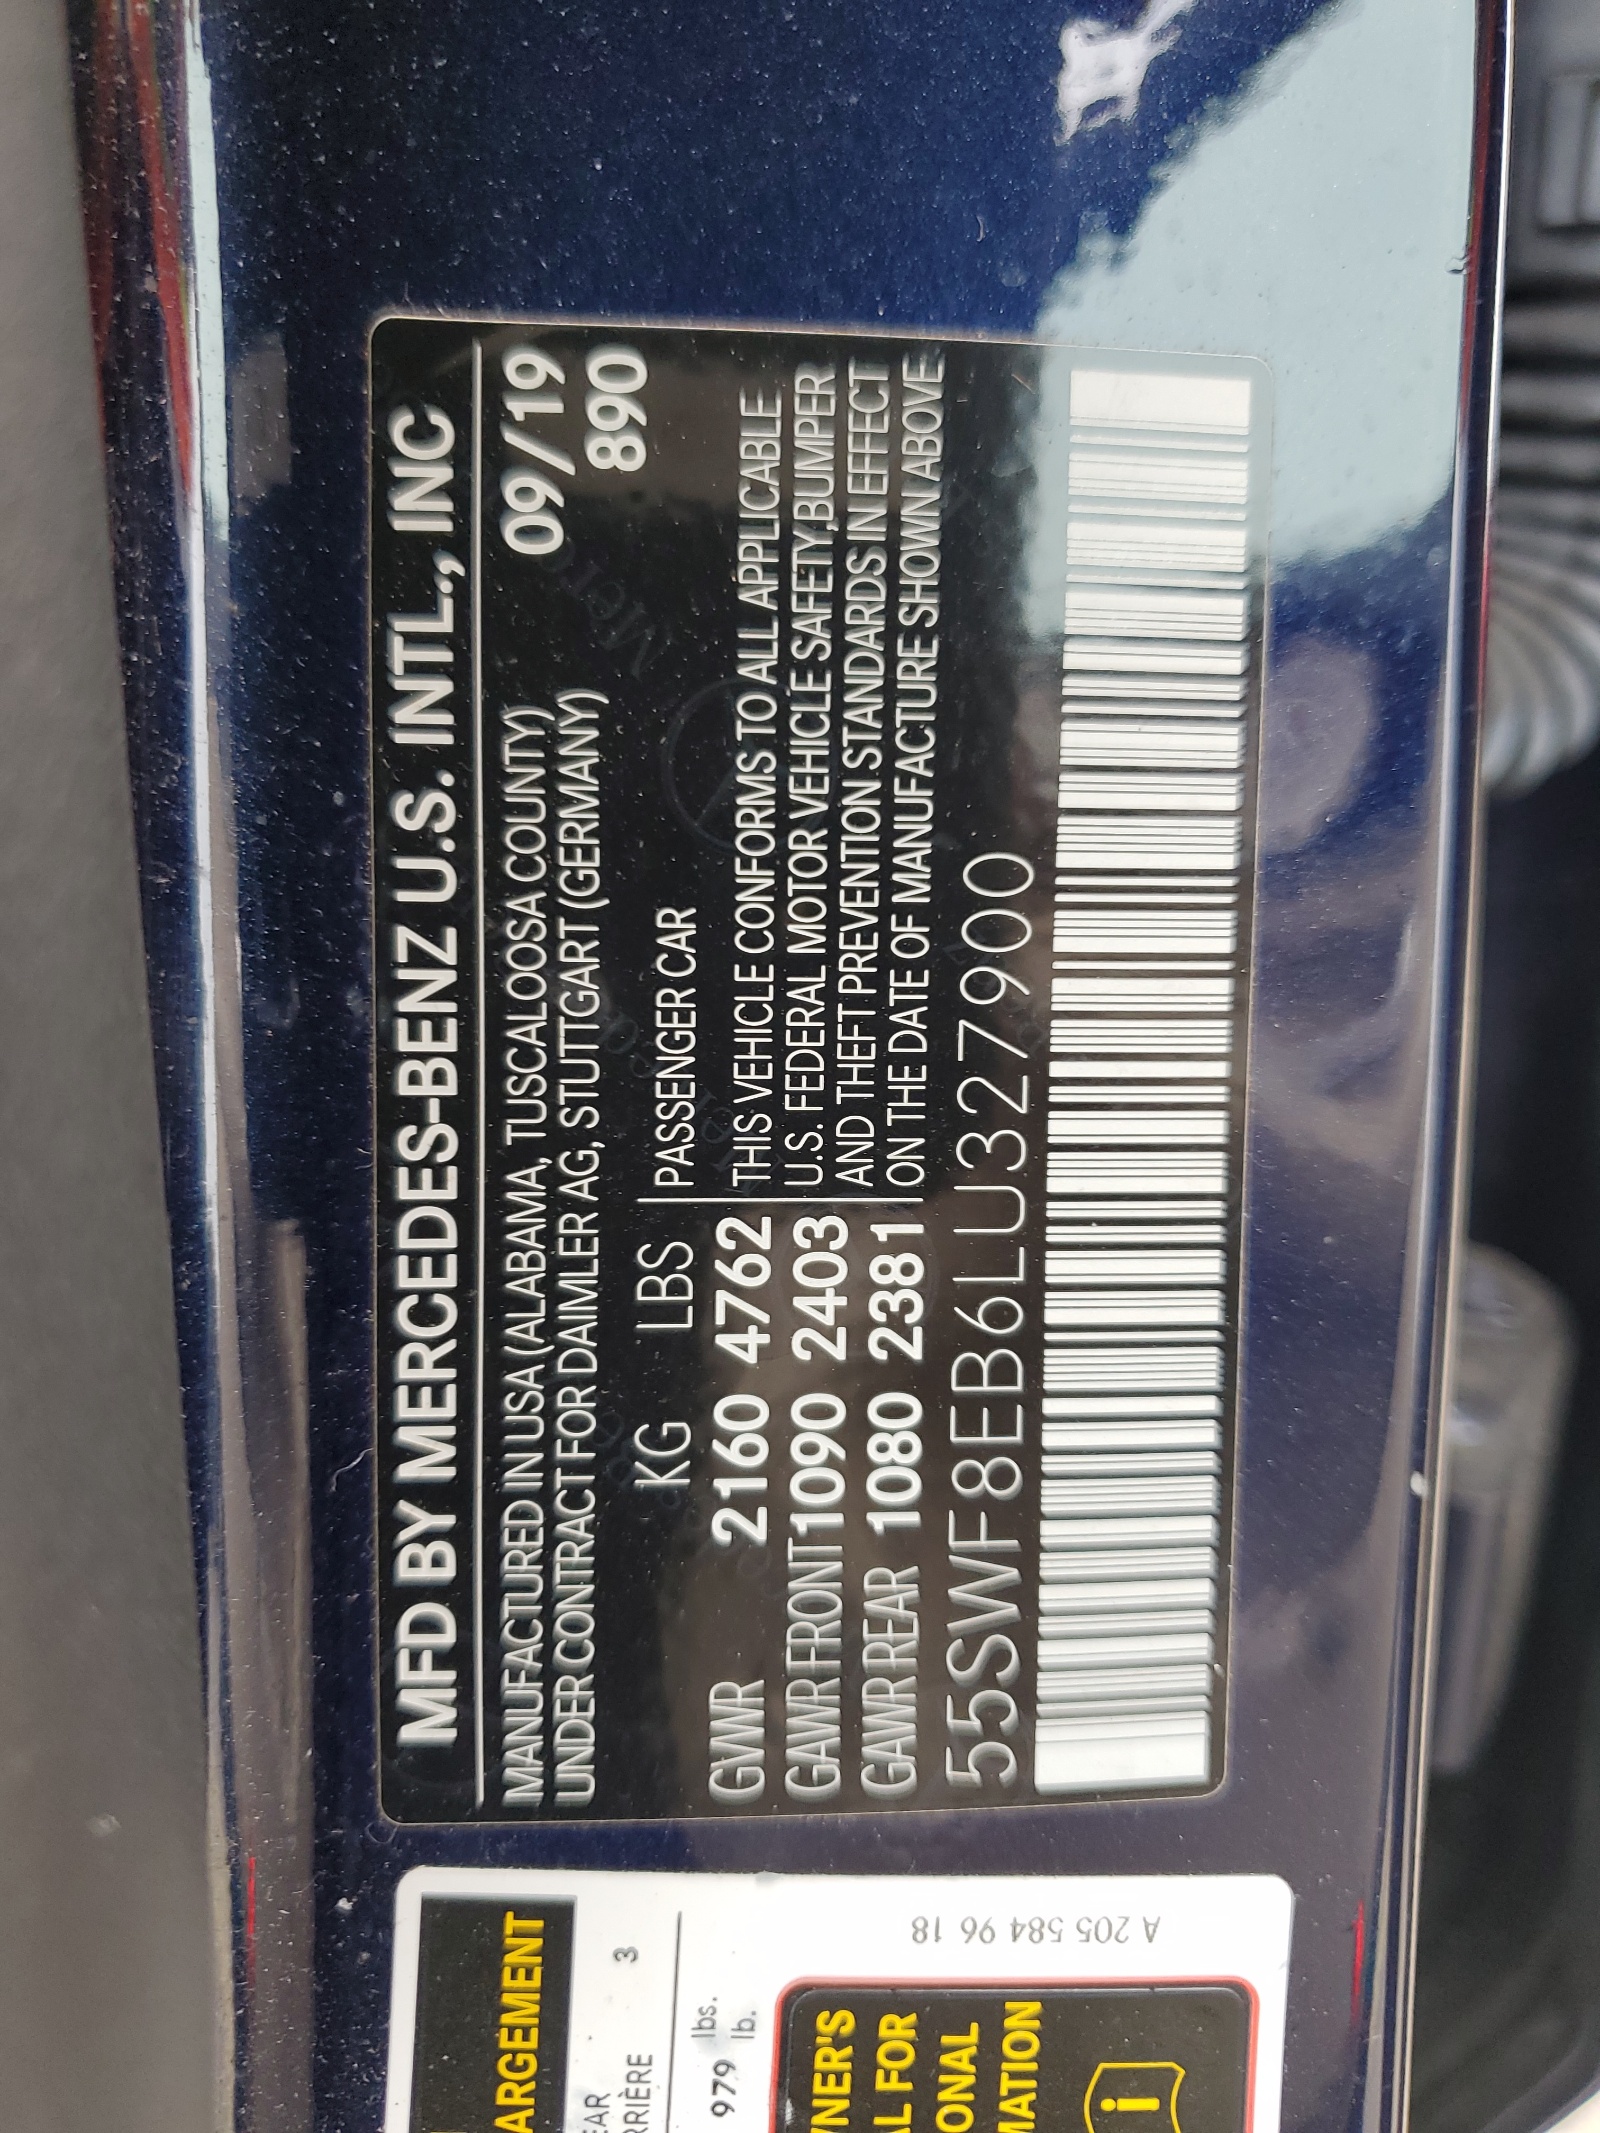 MFD BY MERCEDES-BENZ U.S. INTL., INC
MANUFACTURED IN USA (ALABAMA, TUSCALOOSA COUNTY) 09/19
UNDER CONTRACT FOR DAIMLER AG, STUTTGART (GERMANY) 890
KG LBS PASSENGER CAR
GVWR 2160 4762 THIS VEHICLE CONFORMS TO ALL APPLICABLE
U.S. FEDERAL MOTOR VEHICLE SAFETY,BUMPER
GAWR FRONT 1090 2403 AND THEFT PREVENTION STANDARDS IN EFFECT
GAWR REAR 1080 2381 ON THE DATE OF MANUFACTURE SHOWN ABOVE.
55SWF8EB6LU327900
ARGEMENT
EAR
RRIÈRE 3
979 lbs.
lb.
NER'S
L FOR
ONAL
MATION
i
A 205 584 96 18